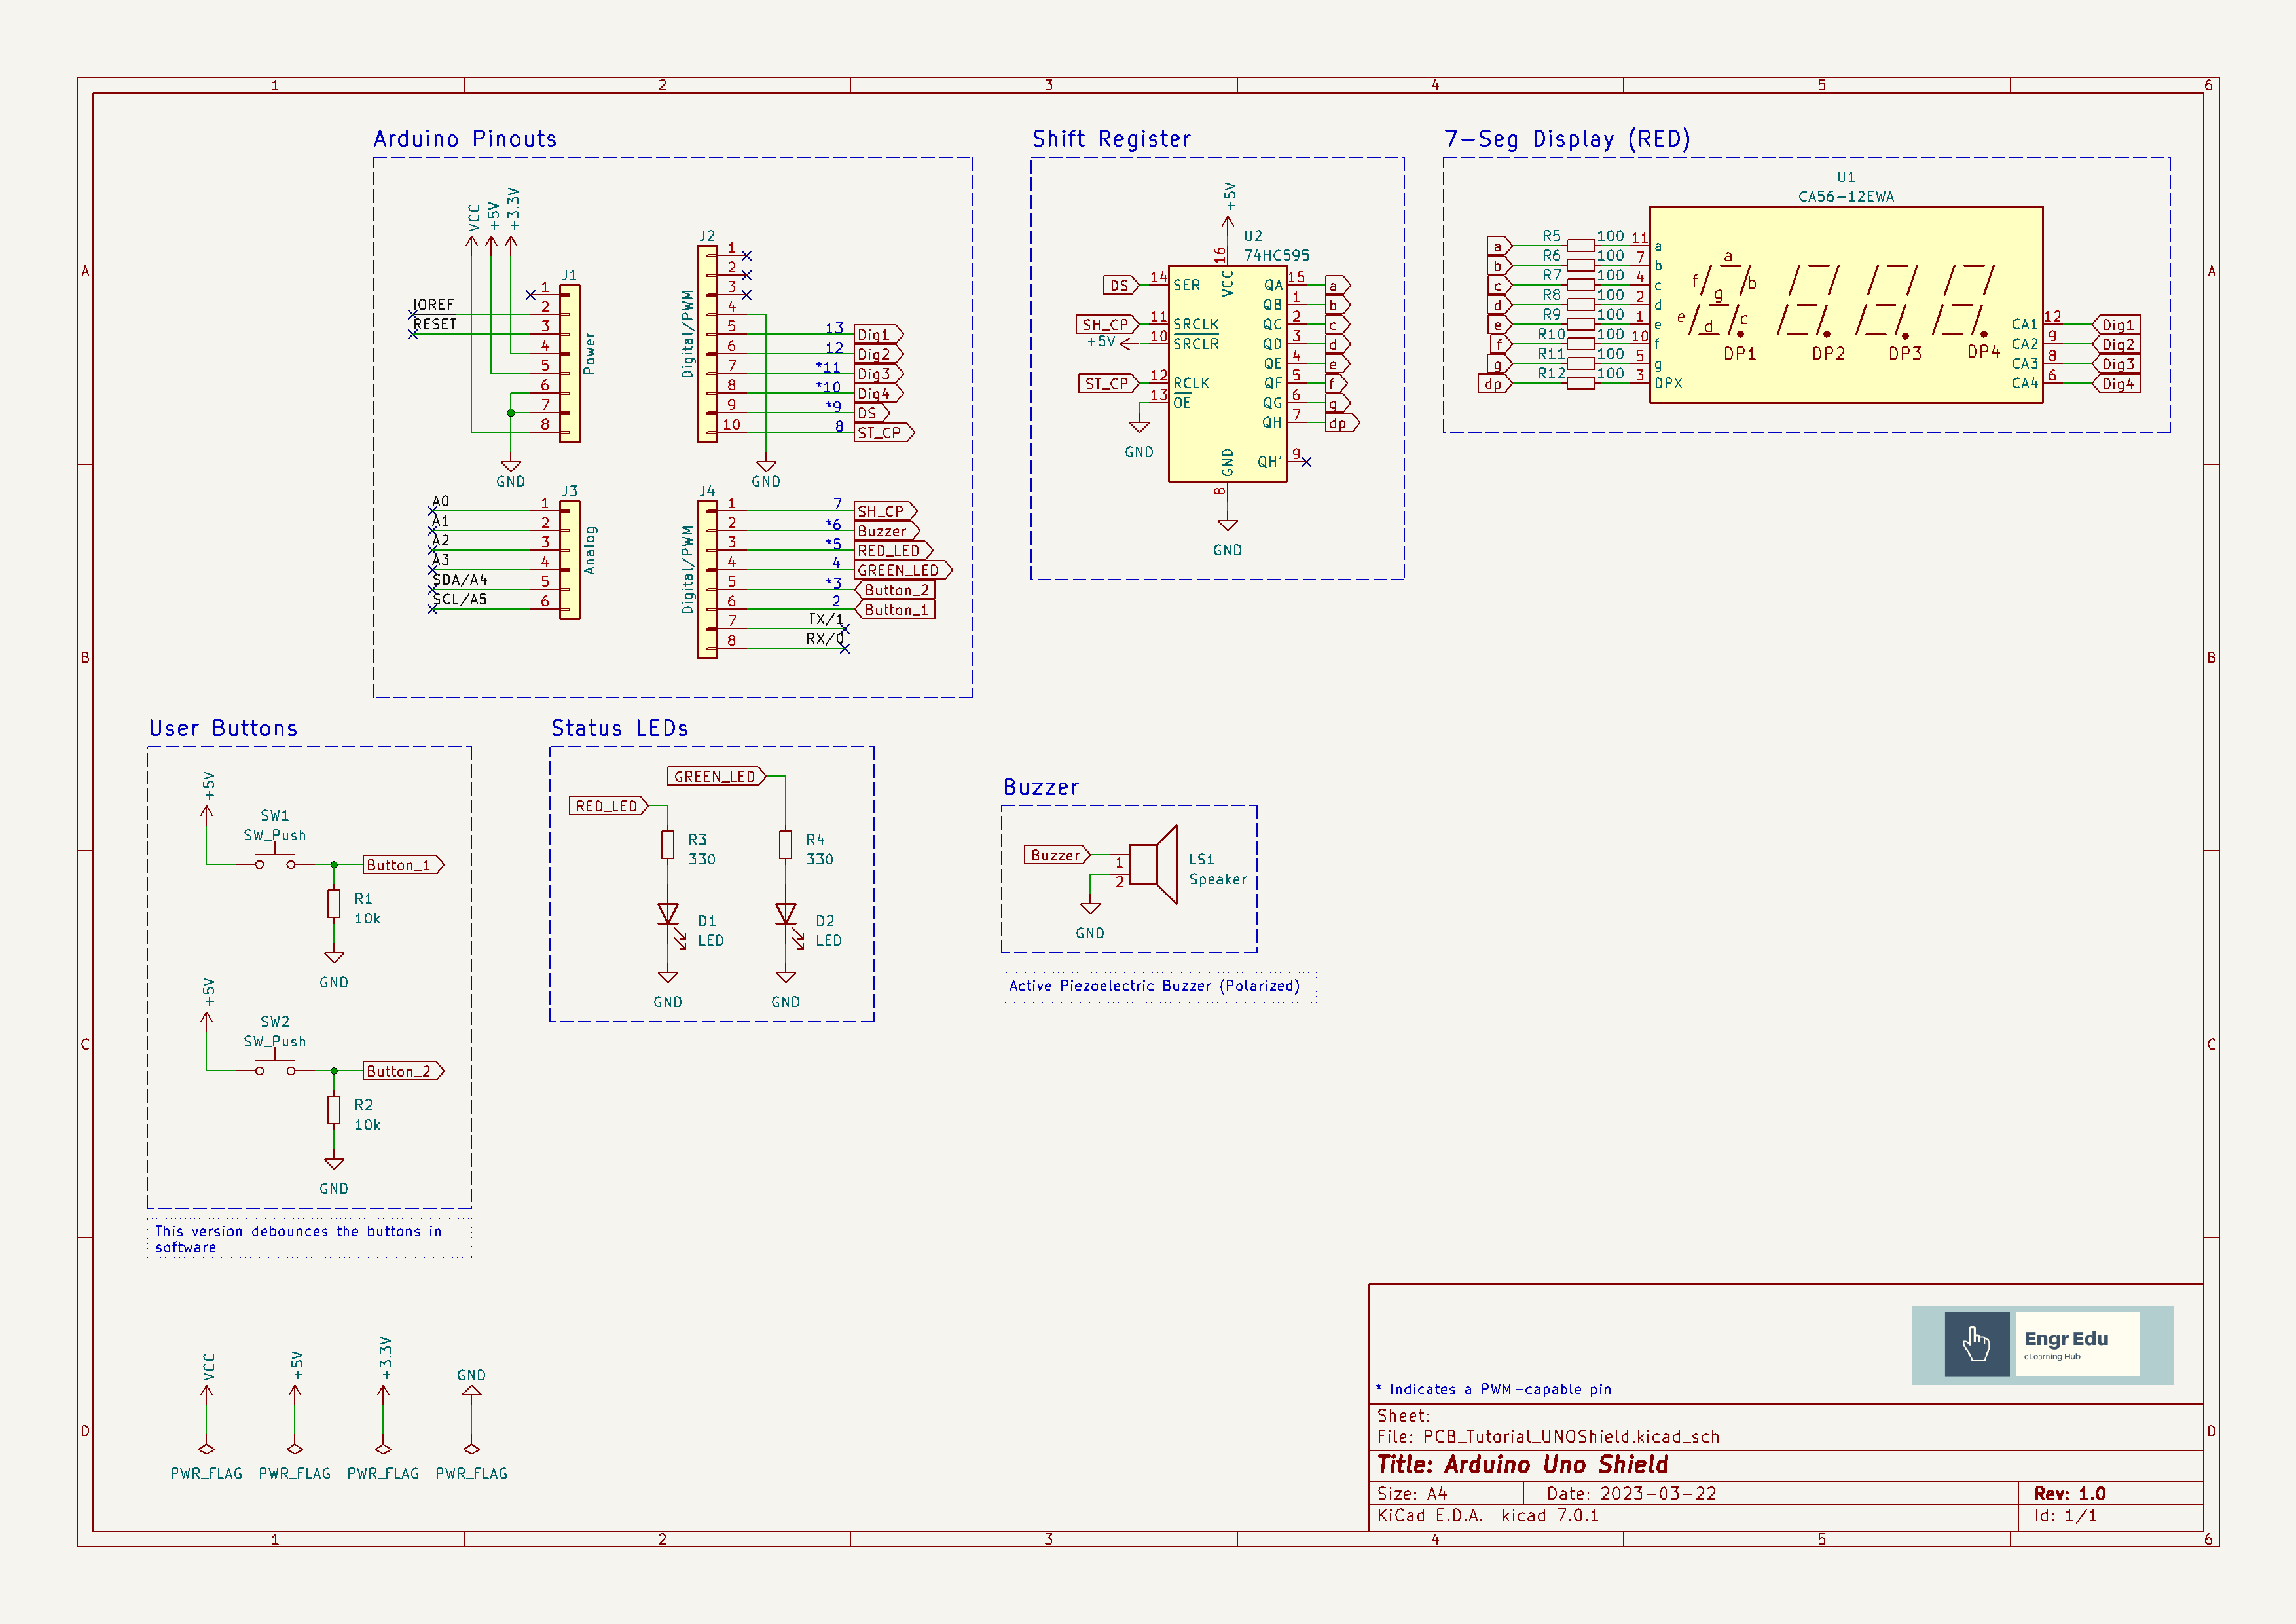 1 2 3 4 5 6
A
B
C
D
Arduino Pinouts
VCC
+5V
+3.3V
J1
Power
IOREF
RESET
1
2
3
4
5
6
7
8
GND
J2
Digital/PWM
1
2
3
4
5 13 Dig1
6 12 Dig2
7 *11 Dig3
8 *10 Dig4
9 *9 DS
10 8 ST_CP
GND
J3
Analog
A0 1
A1 2
A2 3
A3 4
SDA/A4 5
SCL/A5 6
J4
Digital/PWM
1 7 SH_CP
2 *6 Buzzer
3 *5 RED_LED
4 4 GREEN_LED
5 *3 Button_2
6 2 Button_1
7 TX/1
8 RX/0
Shift Register
+5V
U2
74HC595
16
VCC
DS 14 SER
SH_CP 11 SRCLK
+5V 10 SRCLR
ST_CP 12 RCLK
13 OE
GND
QA 15 a
QB 1 b
QC 2 c
QD 3 d
QE 4 e
QF 5 f
QG 6 g
QH 7 dp
QH' 9
GND
8
GND
7-Seg Display (RED)
U1
CA56-12EWA
a R5 100 11 a
b R6 100 7 b
c R7 100 4 c
d R8 100 2 d
e R9 100 1 e
f R10 100 10 f
g R11 100 5 g
dp R12 100 3 DPX
a
f b
g
e d c
DP1 DP2 DP3 DP4
CA1 12 Dig1
CA2 9 Dig2
CA3 8 Dig3
CA4 6 Dig4
User Buttons
+5V
SW1
SW_Push
Button_1
R1
10k
GND
+5V
SW2
SW_Push
Button_2
R2
10k
GND
This version debounces the buttons in
software
Status LEDs
GREEN_LED
RED_LED
R3
330
R4
330
D1
LED
D2
LED
GND
GND
Buzzer
Buzzer
1
2
LS1
Speaker
GND
Active Piezoelectric Buzzer (Polarized)
VCC
+5V
+3.3V
GND
PWR_FLAG PWR_FLAG PWR_FLAG PWR_FLAG
Engr Edu
eLearning Hub
* Indicates a PWM-capable pin
Sheet:
File: PCB_Tutorial_UNOShield.kicad_sch
Title: Arduino Uno Shield
Size: A4 Date: 2023-03-22 Rev: 1.0
KiCad E.D.A. kicad 7.0.1 Id: 1/1
A
B
C
D
1 2 3 4 5 6